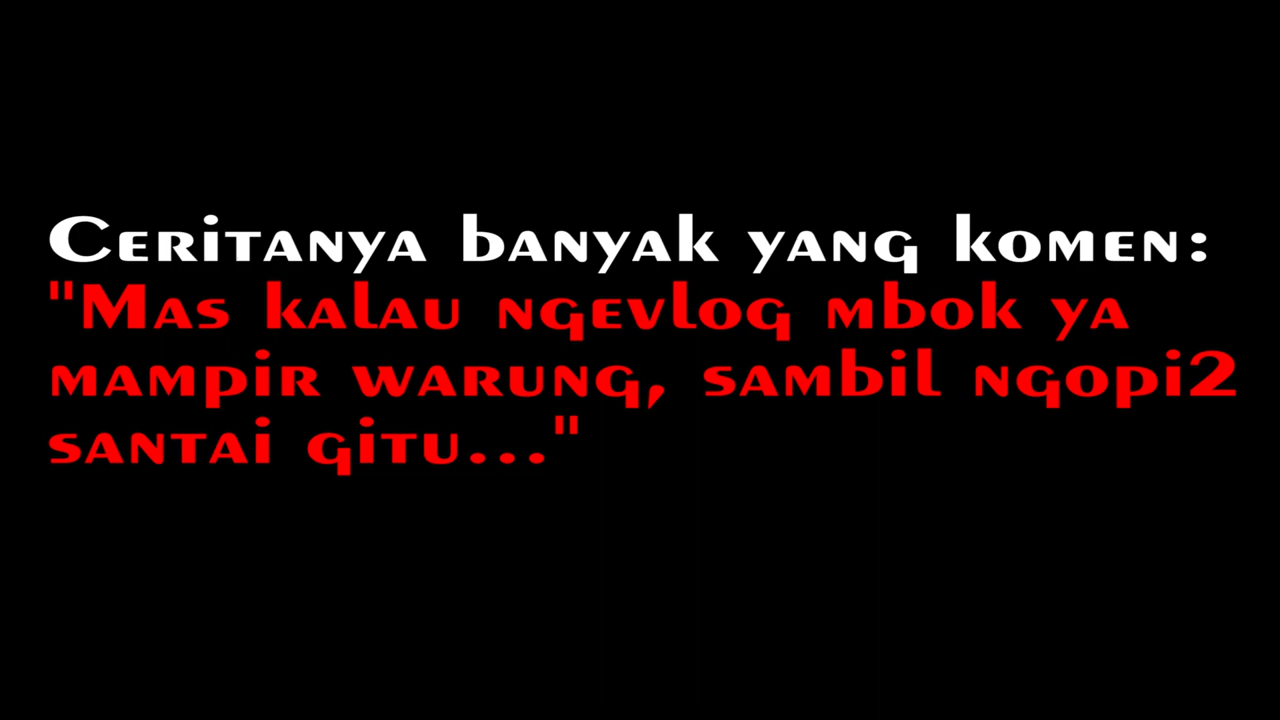 Ceritanya banyak yang komen:
"Mas kalau ngevlog mbok ya
mampir warung, sambil ngopi2
santai gitu..."